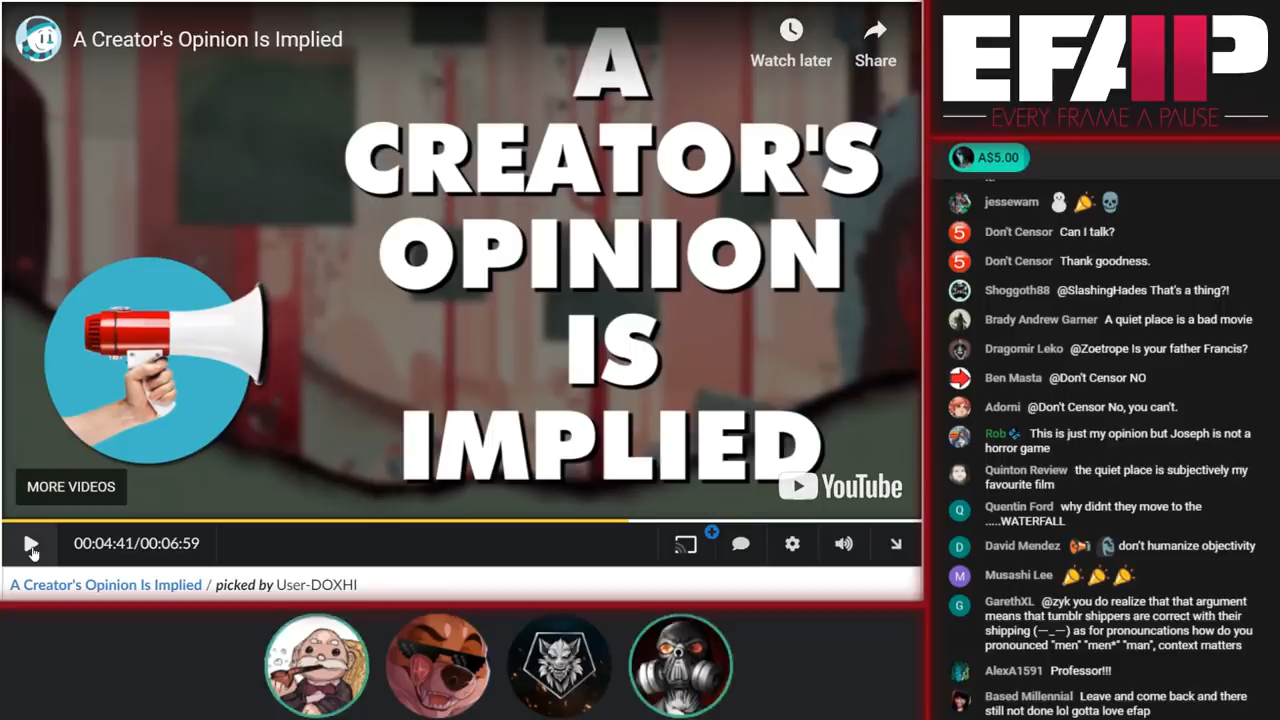 A Creator's Opinion Is Implied
Watch later
Share
A
CREATOR'S
OPINION
IS
IMPLIED
MORE VIDEOS
YouTube
00:04:41/00:06:59
A Creator's Opinion Is Implied / picked by User-DOXHI
EFAP
EVERY FRAME A PAUSE
A$5.00
jessewam
5 Don't Censor Can I talk?
5 Don't Censor Thank goodness.
Shoggoth88 @SlashingHades That's a thing?!
Brady Andrew Garner A quiet place is a bad movie
Dragomir Leko @Zoetrope Is your father Francis?
Ben Masta @Don't Censor NO
Adorni @Don't Censor No, you can't.
Rob This is just my opinion but Joseph is not a
horror game
Quinton Review the quiet place is subjectively my
favourite film
Q Quentin Ford why didnt they move to the
.....WATERFALL
D David Mendez don't humanize objectivity
M Musashi Lee
G GarethXL @zyk you do realize that that argument
means that tumblr shippers are correct with their
shipping (—_—) as for pronouncations how do you
pronounced "men" "men*" "man", context matters
AlexA1591 Professor!!!
Based Millennial Leave and come back and there
still not done lol gotta love efap